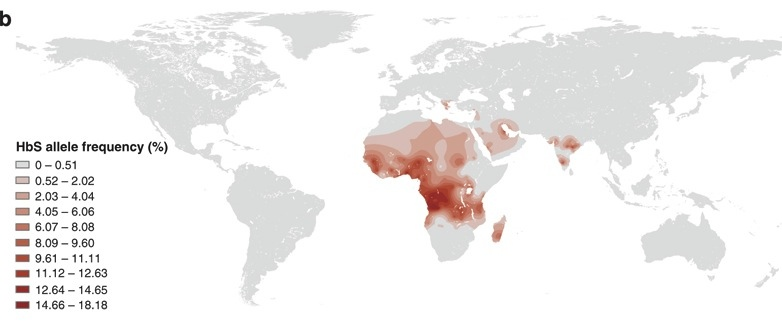 b
HbS allele frequency (%)
0 – 0.51
0.52 – 2.02
2.03 – 4.04
4.05 – 6.06
6.07 – 8.08
8.09 – 9.60
9.61 – 11.11
11.12 – 12.63
12.64 – 14.65
14.66 – 18.18